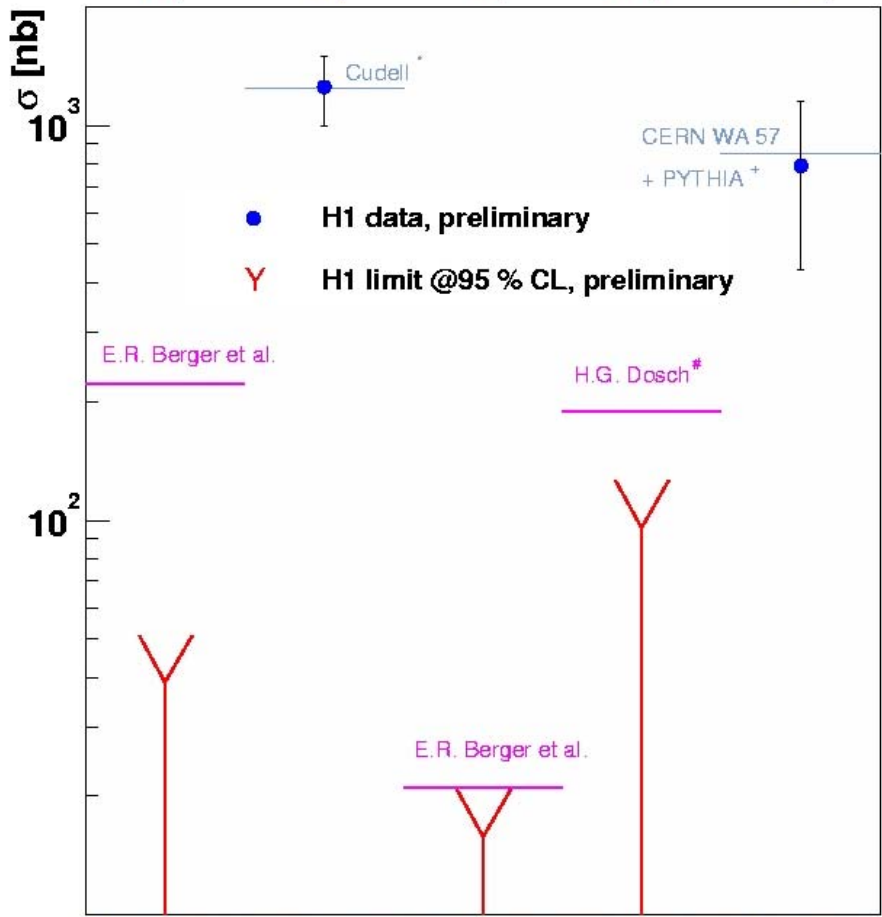 σ [nb]
Cudell *
10³
CERN WA 57
+ PYTHIA +
H1 data, preliminary
H1 limit @95 % CL, preliminary
E.R. Berger et al.
H.G. Dosch#
10²
E.R. Berger et al.